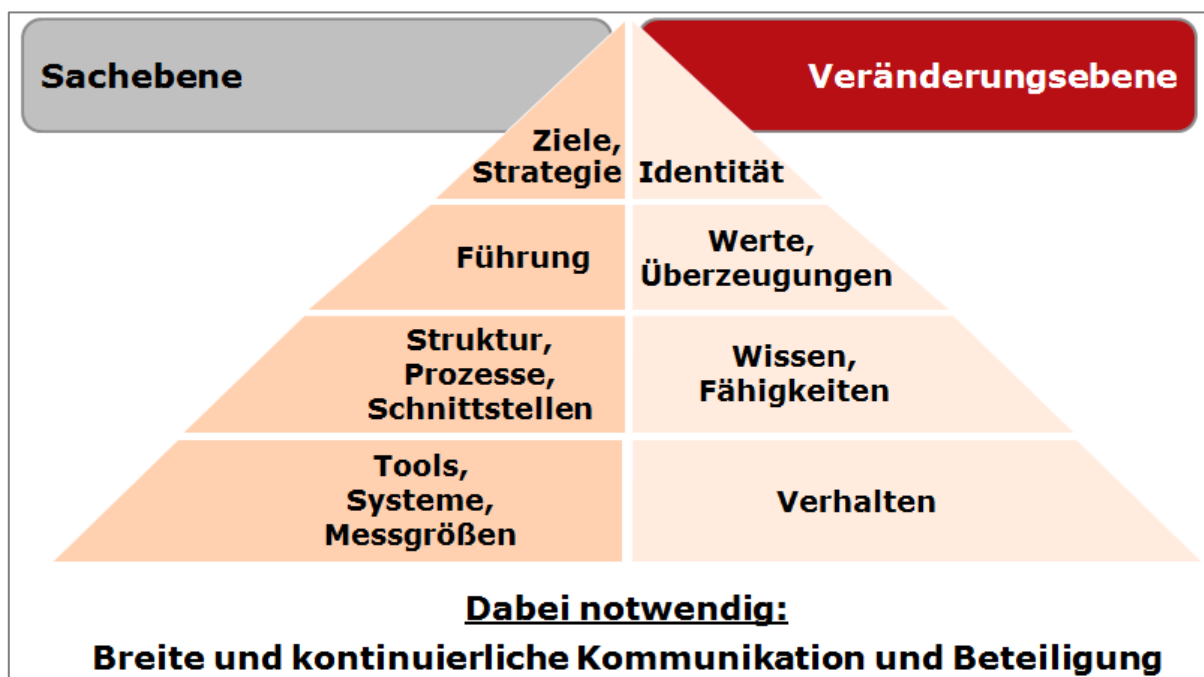 Sachebene
Veränderungsebene
Ziele,
Strategie
Identität
Führung
Werte,
Überzeugungen
Struktur,
Prozesse,
Schnittstellen
Wissen,
Fähigkeiten
Tools,
Systeme,
Messgrößen
Verhalten
Dabei notwendig:
Breite und kontinuierliche Kommunikation und Beteiligung